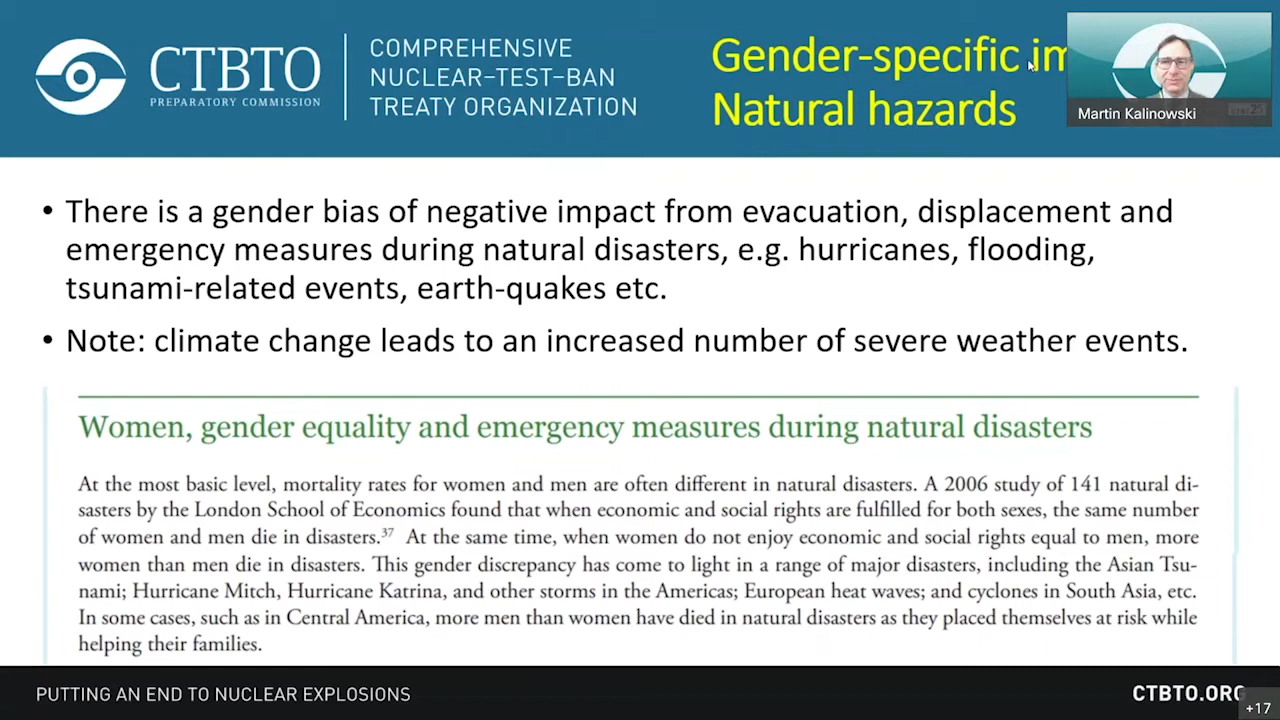 CTBTO
PREPARATORY COMMISSION
COMPREHENSIVE
NUCLEAR-TEST-BAN
TREATY ORGANIZATION
Gender-specific im
Natural hazards
Martin Kalinowski
• There is a gender bias of negative impact from evacuation, displacement and
emergency measures during natural disasters, e.g. hurricanes, flooding,
tsunami-related events, earth-quakes etc.
• Note: climate change leads to an increased number of severe weather events.
Women, gender equality and emergency measures during natural disasters
At the most basic level, mortality rates for women and men are often different in natural disasters. A 2006 study of 141 natural di-
sasters by the London School of Economics found that when economic and social rights are fulfilled for both sexes, the same number
of women and men die in disasters.³⁷ At the same time, when women do not enjoy economic and social rights equal to men, more
women than men die in disasters. This gender discrepancy has come to light in a range of major disasters, including the Asian Tsu-
nami; Hurricane Mitch, Hurricane Katrina, and other storms in the Americas; European heat waves; and cyclones in South Asia, etc.
In some cases, such as in Central America, more men than women have died in natural disasters as they placed themselves at risk while
helping their families.
PUTTING AN END TO NUCLEAR EXPLOSIONS
CTBTO.ORG
+17